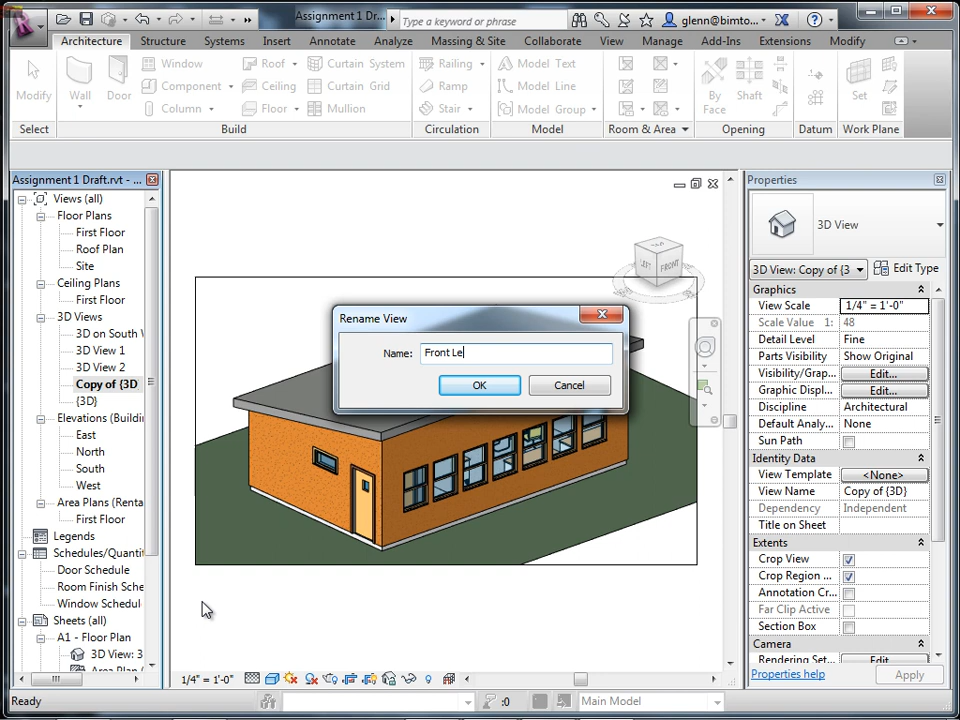 Assignment 1 Dr...
Type a keyword or phrase
glenn@bimto...
Architecture Structure Systems Insert Annotate Analyze Massing & Site Collaborate View Manage Add-Ins Extensions Modify
Modify
Wall
Door
Window
Component
Column
Roof
Ceiling
Floor
Curtain System
Curtain Grid
Mullion
Railing
Ramp
Stair
Model Text
Model Line
Model Group
By Face
Shaft
Set
Select Build Circulation Model Room & Area Opening Datum Work Plane
Assignment 1 Draft.rvt - ...
Views (all)
Floor Plans
First Floor
Roof Plan
Site
Ceiling Plans
First Floor
3D Views
3D on South
3D View 1
3D View 2
Copy of {3D
{3D}
Elevations (Buildin
East
North
South
West
Area Plans (Renta
First Floor
Legends
Schedules/Quanti
Door Schedule
Room Finish Sche
Window Schedul
Sheets (all)
A1 - Floor Plan
3D View: 3
Area Plan (
LEFT FRONT
Rename View
Name: Front Le
OK Cancel
1/4" = 1'-0"
Properties
3D View
3D View: Copy of {3 Edit Type
Graphics
View Scale 1/4" = 1'-0"
Scale Value 1: 48
Detail Level Fine
Parts Visibility Show Original
Visibility/Grap... Edit...
Graphic Displ... Edit...
Discipline Architectural
Default Analy... None
Sun Path
Identity Data
View Template <None>
View Name Copy of {3D}
Dependency Independent
Title on Sheet
Extents
Crop View
Crop Region ...
Annotation Cr...
Far Clip Active
Section Box
Camera
Rendering Set... Edit...
Properties help Apply
Ready
:0
Main Model